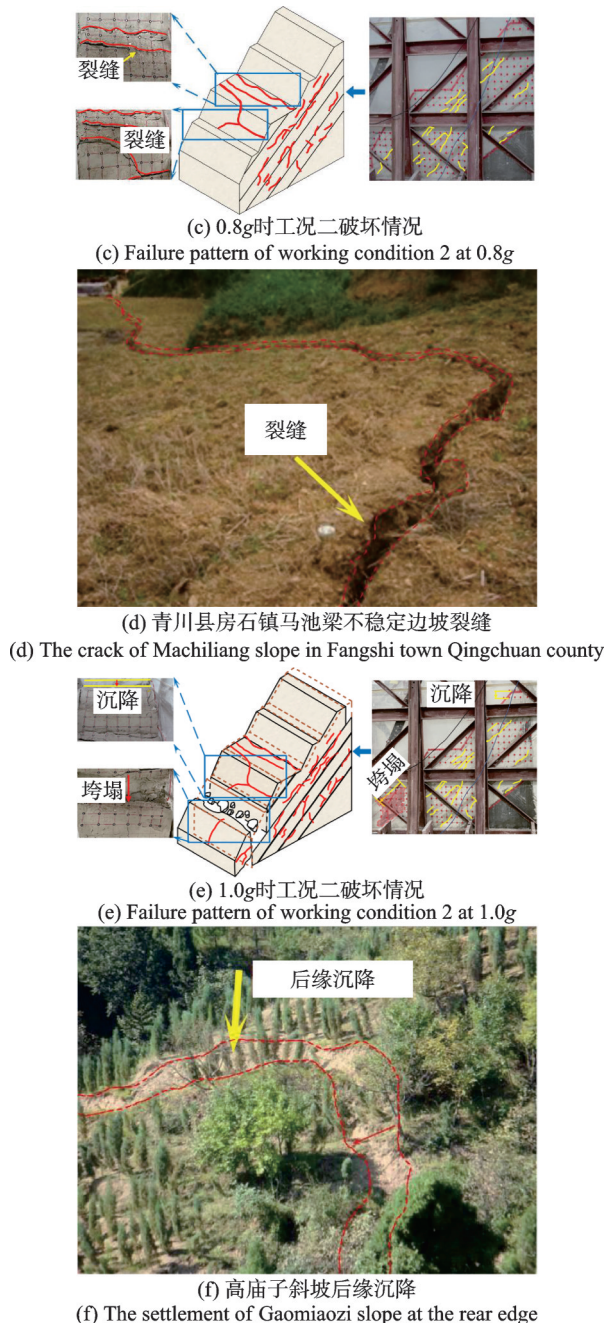 裂缝
裂缝
(c) 0.8g时工况二破坏情况
(c) Failure pattern of working condition 2 at 0.8g
裂缝
(d) 青川县房石镇马池梁不稳定边坡裂缝
(d) The crack of Machiliang slope in Fangshi town Qingchuan county
沉降
沉降
垮塌
垮塌
(e) 1.0g时工况二破坏情况
(e) Failure pattern of working condition 2 at 1.0g
后缘沉降
(f) 高庙子斜坡后缘沉降
(f) The settlement of Gaomiaozi slope at the rear edge